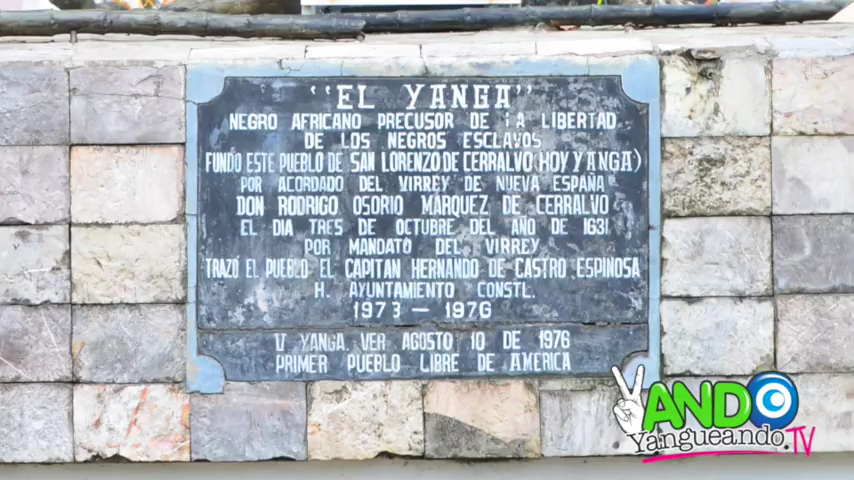 "EL YANGA"
NEGRO AFRICANO PRECUSOR DE LA LIBERTAD
DE LOS NEGROS ESCLAVOS
FUNDO ESTE PUEBLO DE SAN LORENZO DE CERRALVO (HOY YANGA)
POR ACORDADO DEL VIRREY DE NUEVA ESPAÑA
DON RODRIGO OSORIO MARQUEZ DE CERRALVO
EL DIA TRES DE OCTUBRE DEL AÑO DE 1631
POR MANDATO DEL VIRREY
TRAZÓ EL PUEBLO EL CAPITAN HERNANDO DE CASTRO ESPINOSA
H. AYUNTAMIENTO CONSTL.
1973 — 1976
V YANGA. VER AGOSTO 10 DE 1976
PRIMER PUEBLO LIBRE DE AMERICA
YANDO
Yangueando.TV